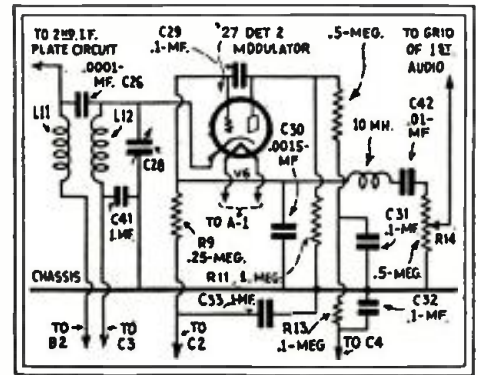 TO 2ND. I.F.
PLATE CIRCUIT
.0001-
MF. C26
C29
.1-MF.
'27 DET 2
MODULATOR
.5-MEG.
TO GRID
OF 1ST
AUDIO
L11
L12
C28
C41
.1MF.
C30
.0015-
MF
V6
TO A-1
R9
.25-MEG.
R11 .1 MEG.
10 MH.
C42
.01-
MF
C31
.1-MF.
R14
.5-MEG.
CHASSIS
C33 .1MF.
R13
.1-MEG
C32
.1-MF.
TO
B2
TO
C3
TO
C2
TO
C4